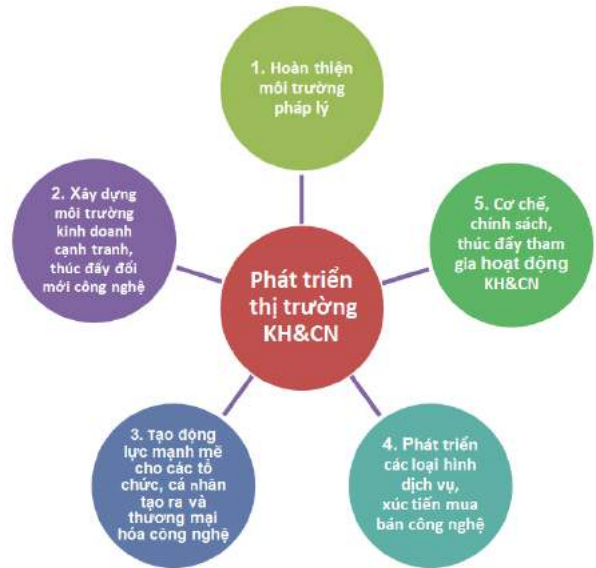 1. Hoàn thiện
môi trường
pháp lý
2. Xây dựng
môi trường
kinh doanh
cạnh tranh,
thúc đẩy đổi
mới công nghệ
Phát triển
thị trường
KH&CN
5. Cơ chế,
chính sách,
thúc đẩy tham
gia hoạt động
KH&CN
3. Tạo động
lực mạnh mẽ
cho các tổ
chức, cá nhân
tạo ra và
thương mại
hóa công nghệ
4. Phát triển
các loại hình
dịch vụ,
xúc tiến mua
bán công nghệ